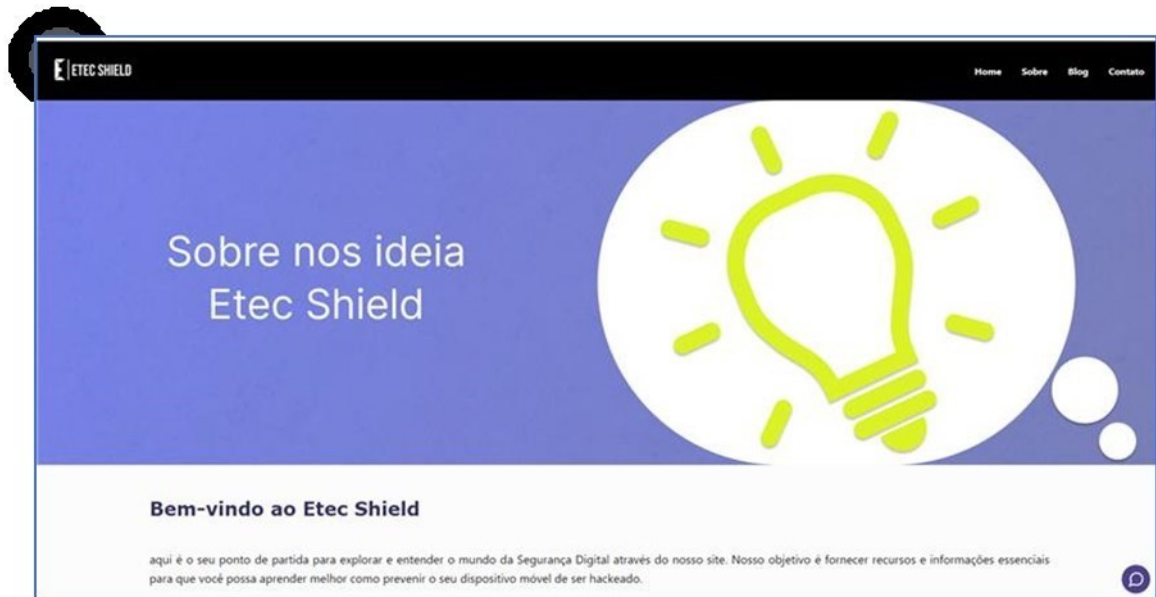 E ETEC SHIELD
Home Sobre Blog Contato
Sobre nos ideia
Etec Shield
Bem-vindo ao Etec Shield
aqui é o seu ponto de partida para explorar e entender o mundo da Segurança Digital através do nosso site. Nosso objetivo é fornecer recursos e informações essenciais
para que você possa aprender melhor como prevenir o seu dispositivo móvel de ser hackeado.